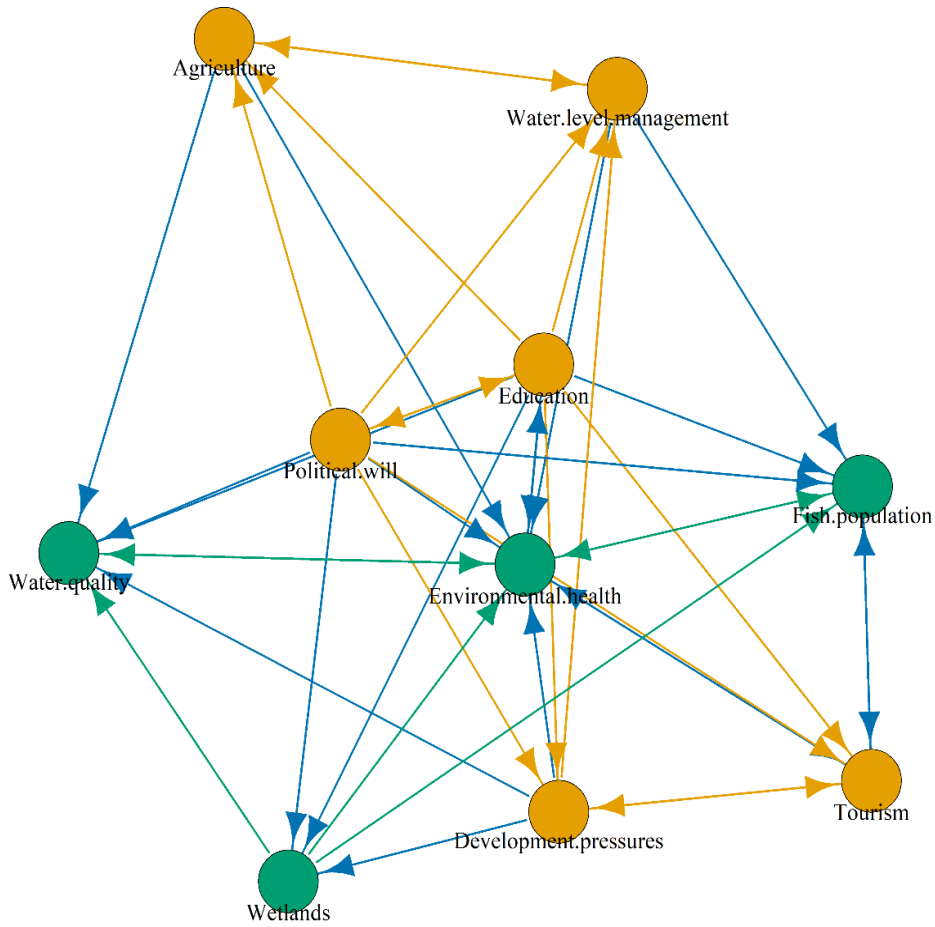 Agriculture
Water.level.management
Education
Political.will
Fish.population
Water.quality
Environmental.health
Tourism
Development.pressures
Wetlands